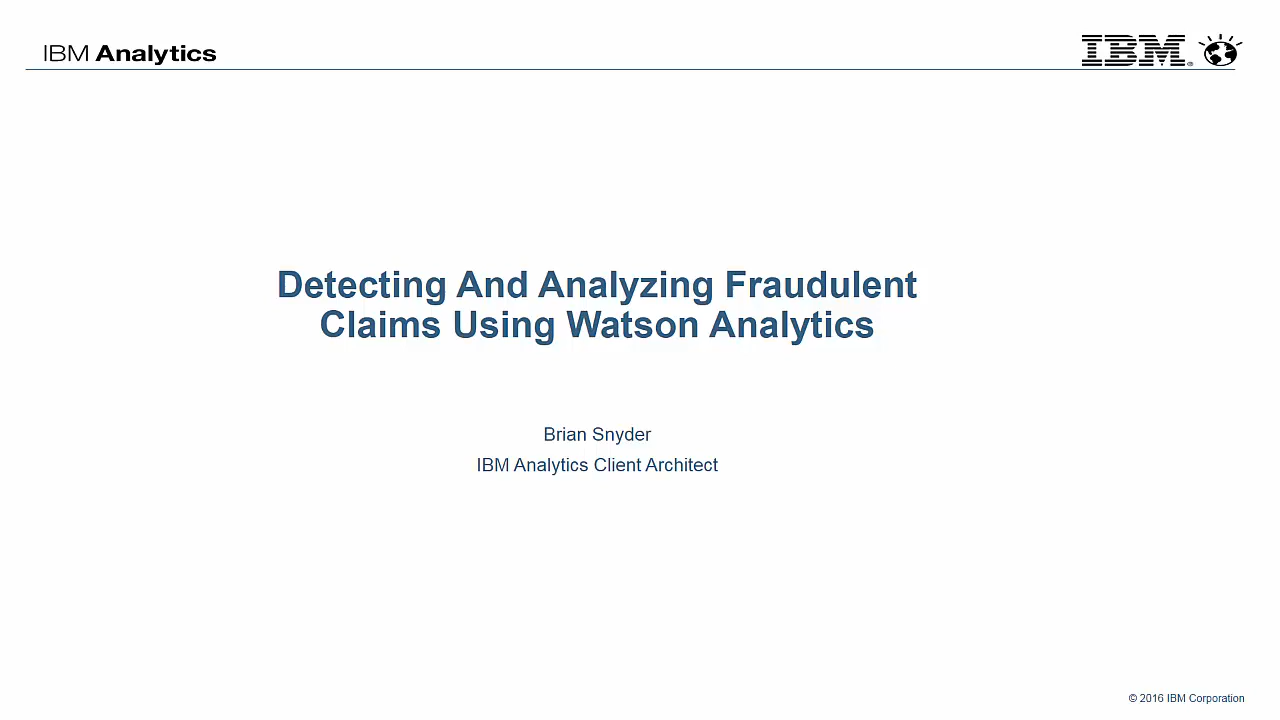 IBM Analytics
IBM®
Detecting And Analyzing Fraudulent
Claims Using Watson Analytics
Brian Snyder
IBM Analytics Client Architect
© 2016 IBM Corporation